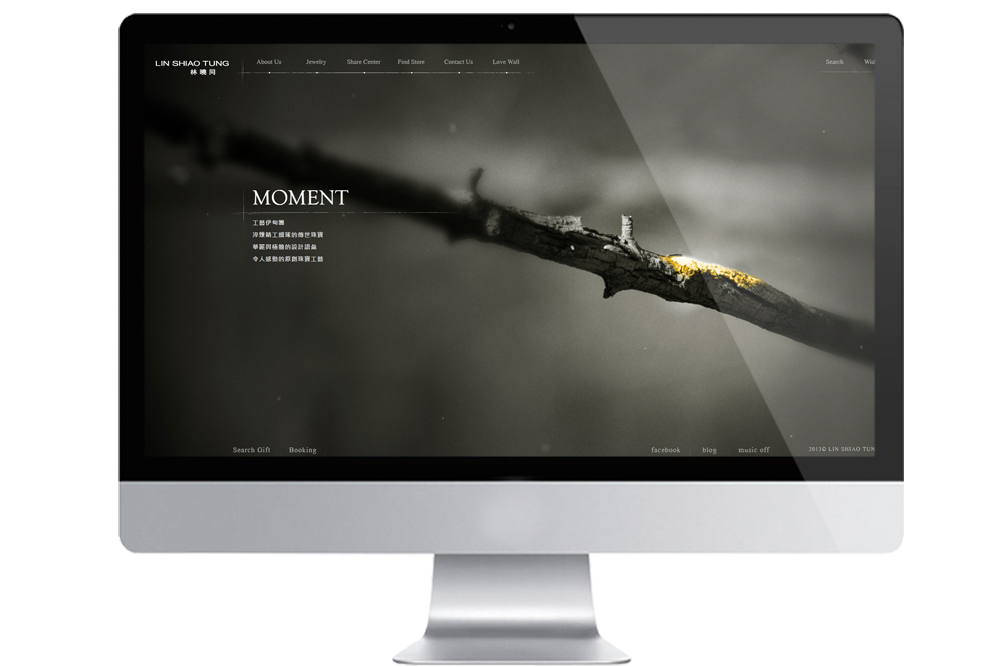 LIN SHIAO TUNG
林曉同
About Us Jewelry Share Center Find Store Contact Us Love Wall
Search
MOMENT
工藝伊甸園
淬鍊精工細琢的傳世珠寶
華麗與極簡的設計語彙
令人感動的原創珠寶工藝
Search Gift Booking
facebook blog music off 2013© LIN SHIAO TUN